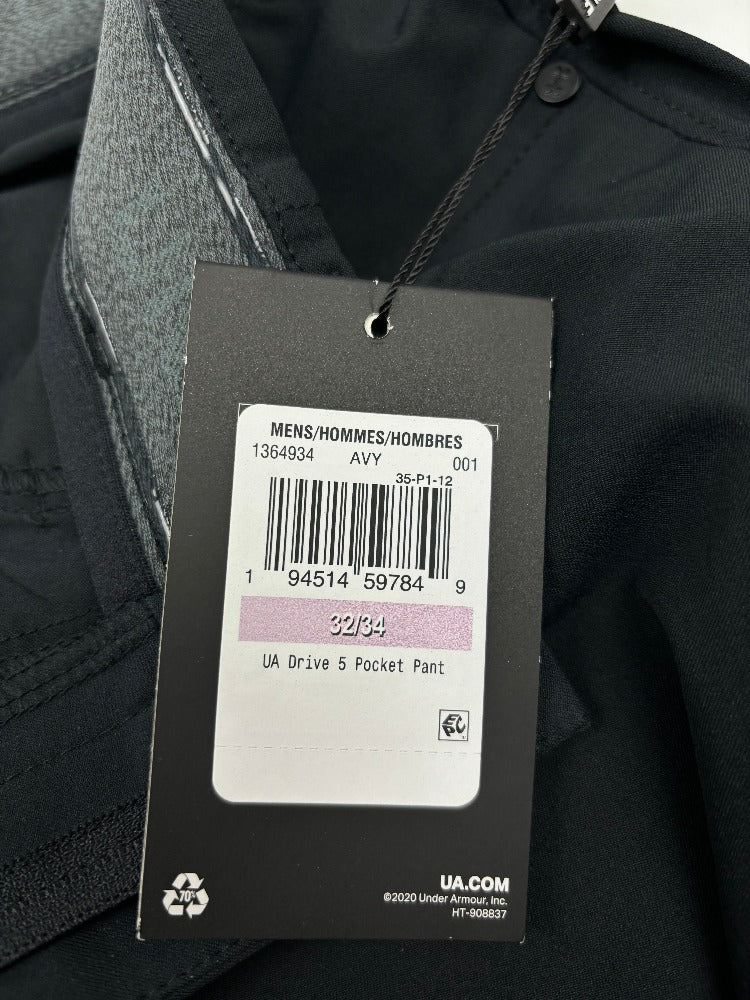 MENS/HOMMES/HOMBRES
1364934 AVY 001
35-P1-12
1 94514 59784 9
32/34
UA Drive 5 Pocket Pant
EPC
70%
UA.COM
©2020 Under Armour, Inc.
HT-908837